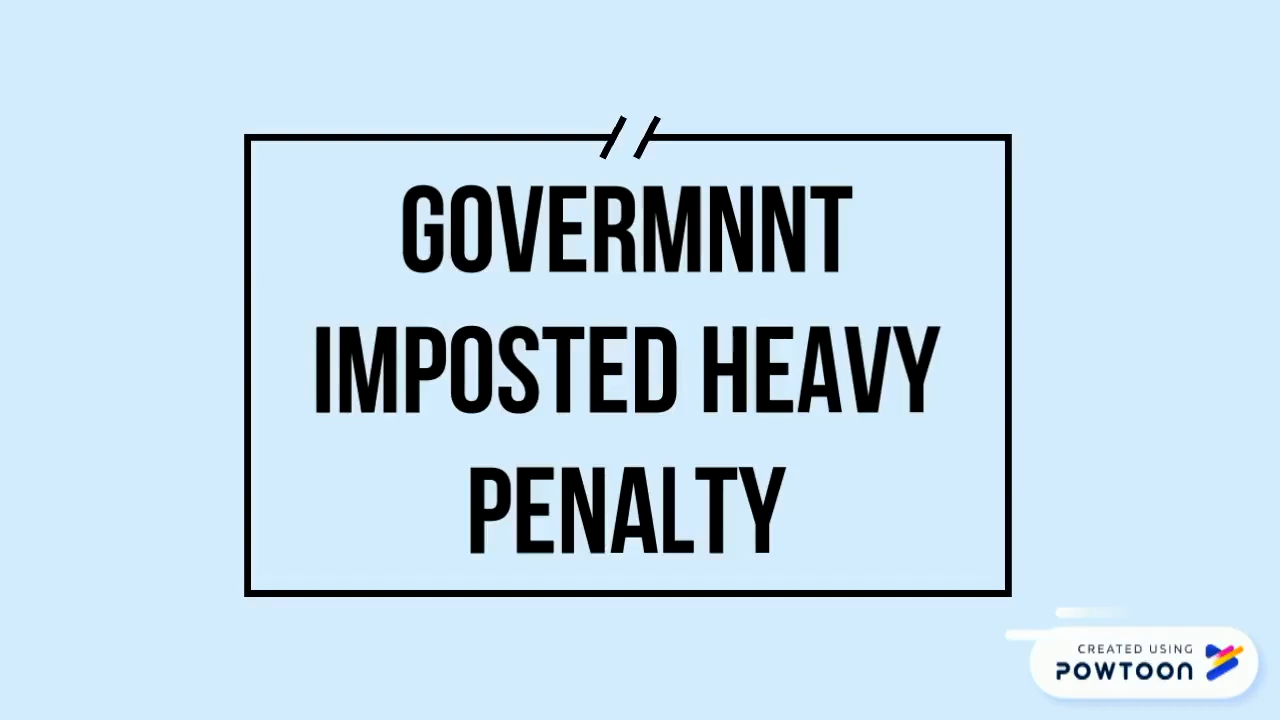 GOVERMNNT
IMPOSTED HEAVY
PENALTY
CREATED USING
POWTOON